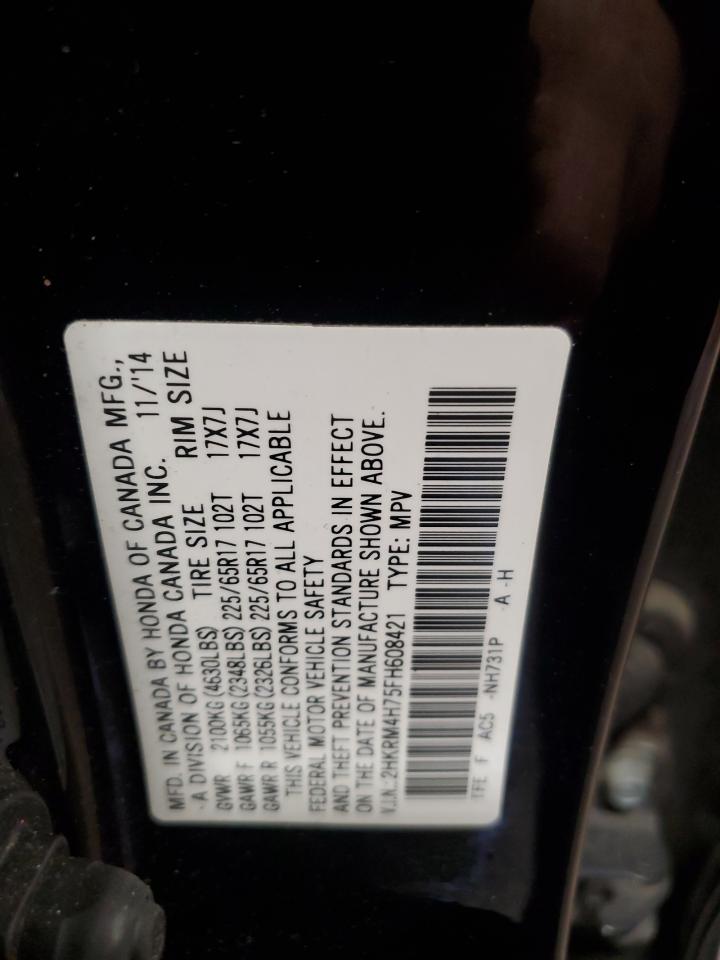 MFD. IN CANADA BY HONDA OF CANADA MFG.,
A DIVISION OF HONDA CANADA INC. 11/'14
TIRE SIZE RIM SIZE
GVWR 2100KG (4630LBS)
GAWR F 1065KG (2348LBS) 225/65R17 102T 17X7J
GAWR R 1055KG (2326LBS) 225/65R17 102T 17X7J
THIS VEHICLE CONFORMS TO ALL APPLICABLE
FEDERAL MOTOR VEHICLE SAFETY
AND THEFT PREVENTION STANDARDS IN EFFECT
ON THE DATE OF MANUFACTURE SHOWN ABOVE.
V.I.N.:2HKRM4H75FH608421 TYPE: MPV
TFE F AC5 -NH731P A -H